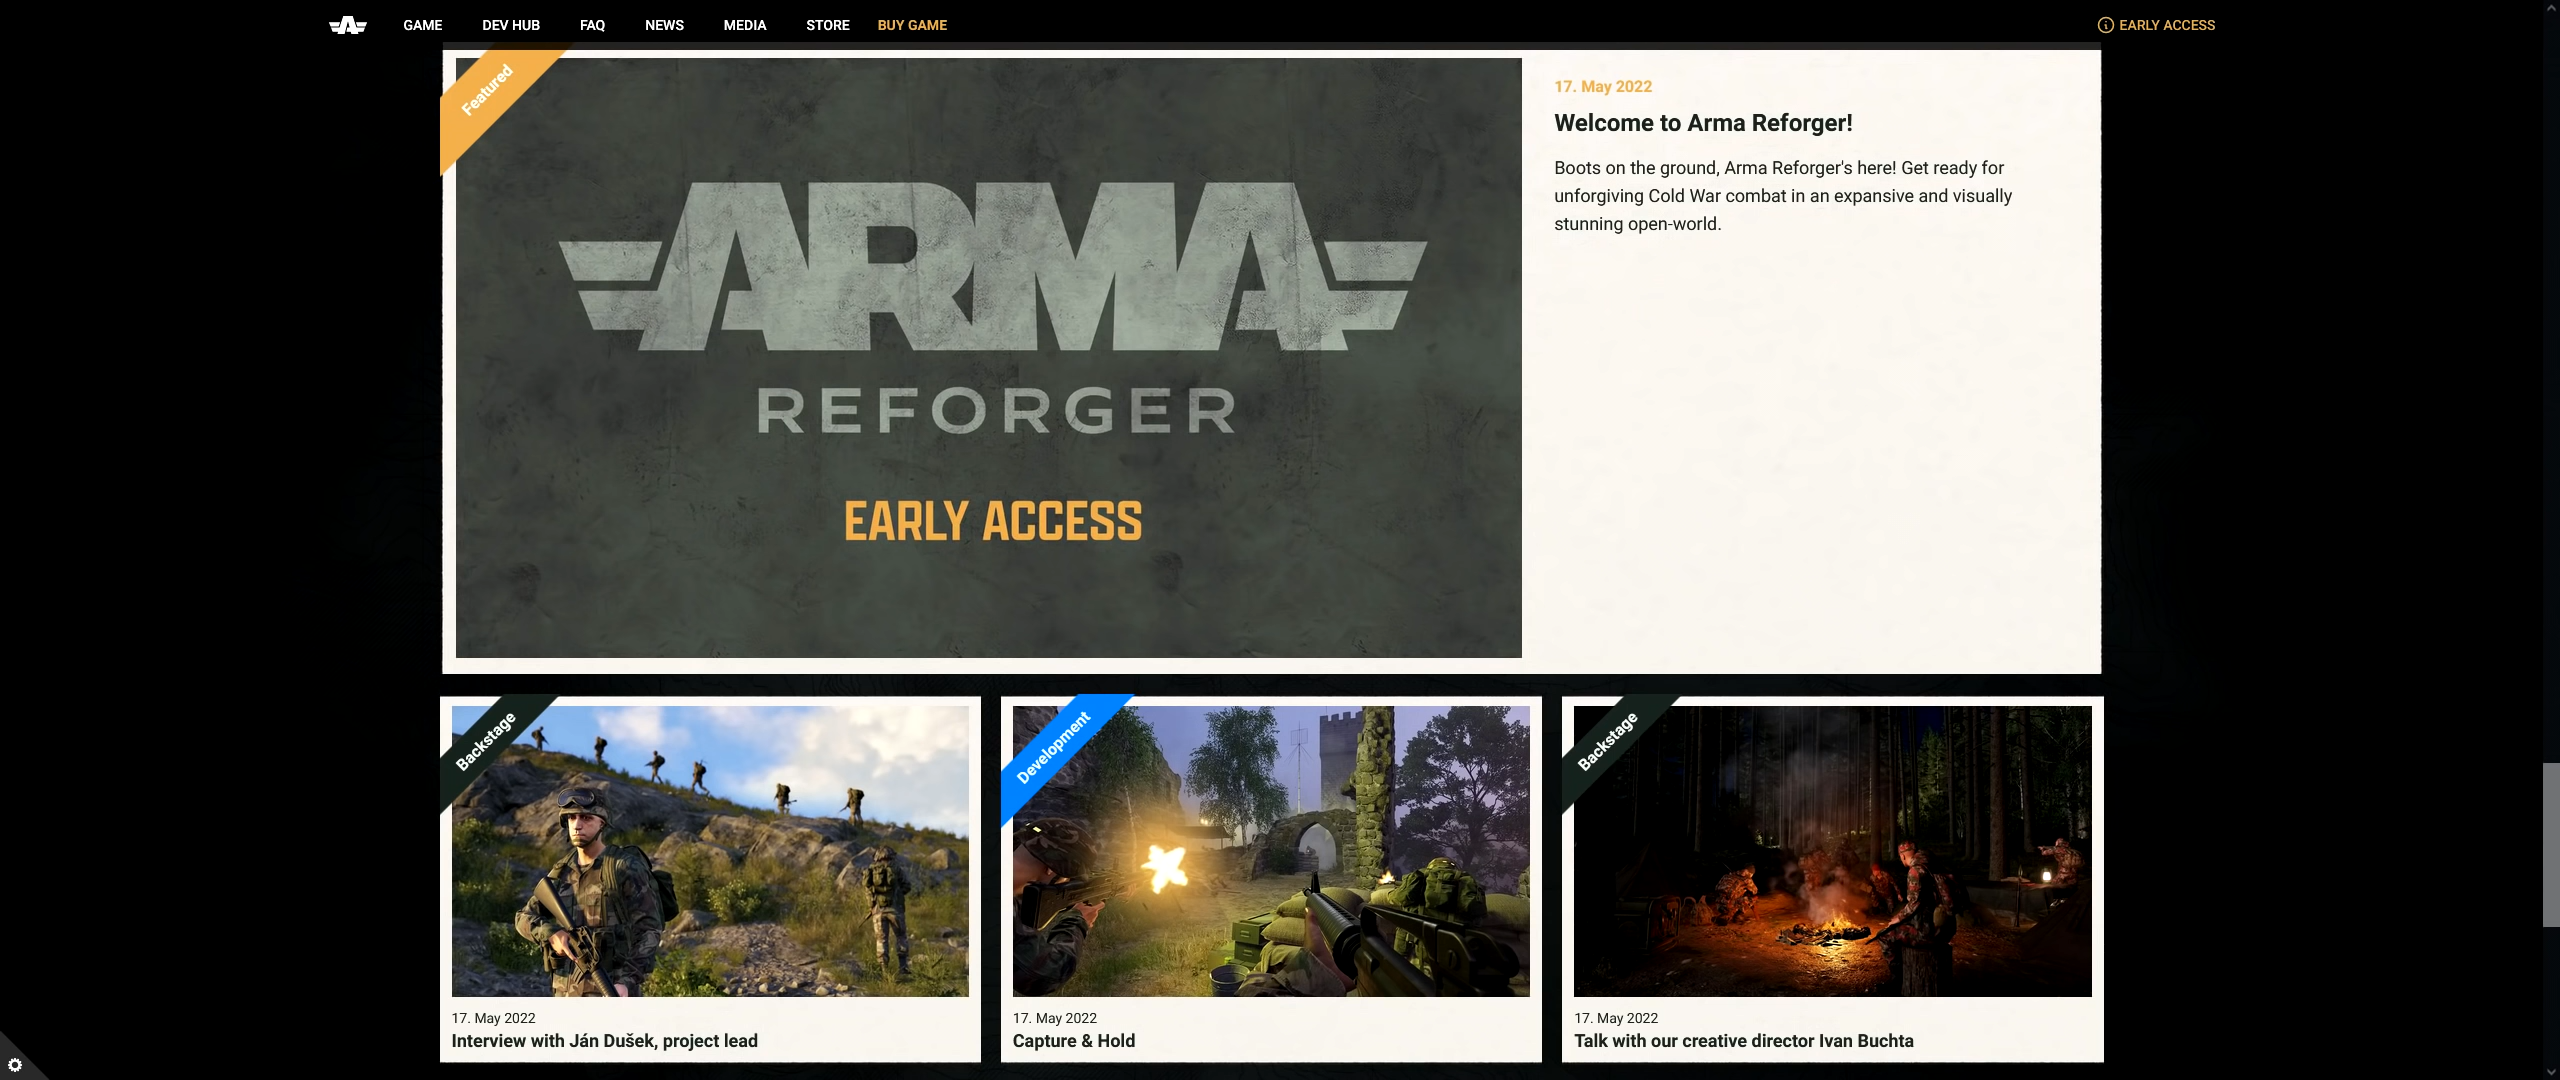 GAME
DEV HUB
FAQ
NEWS
MEDIA
STORE
BUY GAME
EARLY ACCESS
Featured
ARMA
REFORGER
EARLY ACCESS
17. May 2022
Welcome to Arma Reforger!
Boots on the ground, Arma Reforger's here! Get ready for
unforgiving Cold War combat in an expansive and visually
stunning open-world.
Backstage
17. May 2022
Interview with Ján Dušek, project lead
Development
17. May 2022
Capture & Hold
Backstage
17. May 2022
Talk with our creative director Ivan Buchta